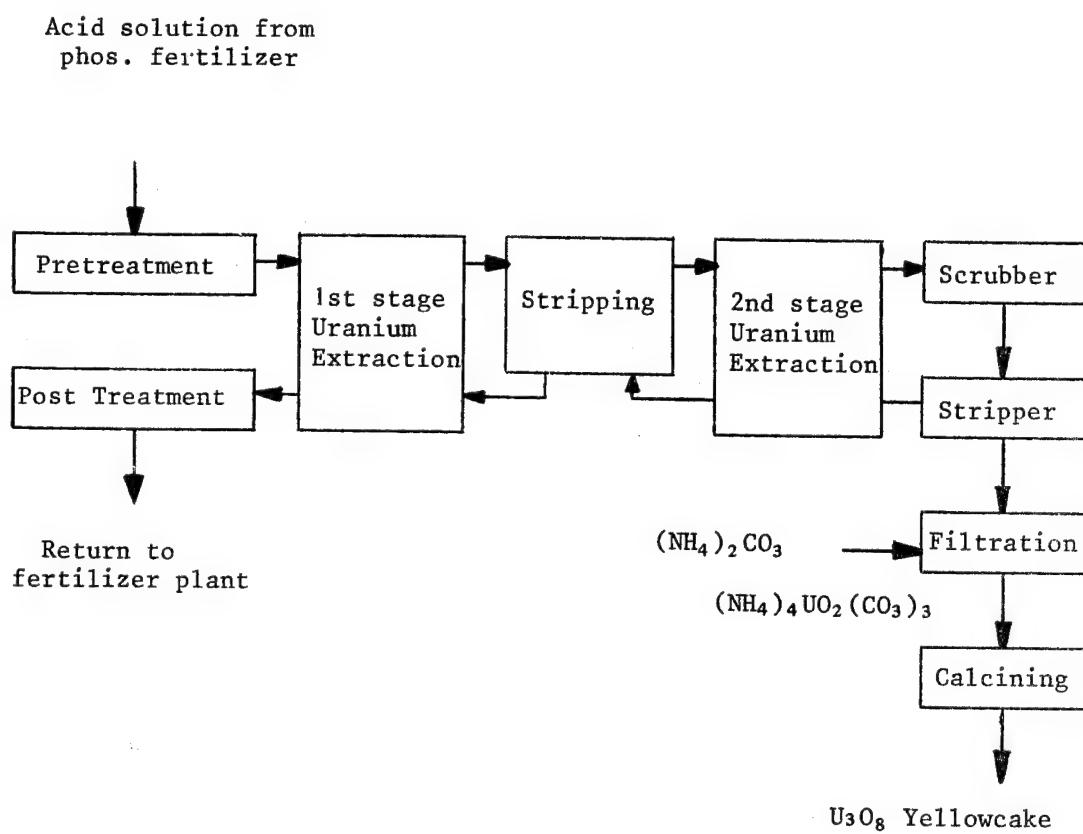 Acid solution from
phos. fertilizer
Pretreatment
1st stage
Uranium
Extraction
Stripping
2nd stage
Uranium
Extraction
Scrubber
Post Treatment
Stripper
Return to
fertilizer plant
(NH₄)₂CO₃
Filtration
(NH₄)₄UO₂(CO₃)₃
Calcining
U₃O₈ Yellowcake